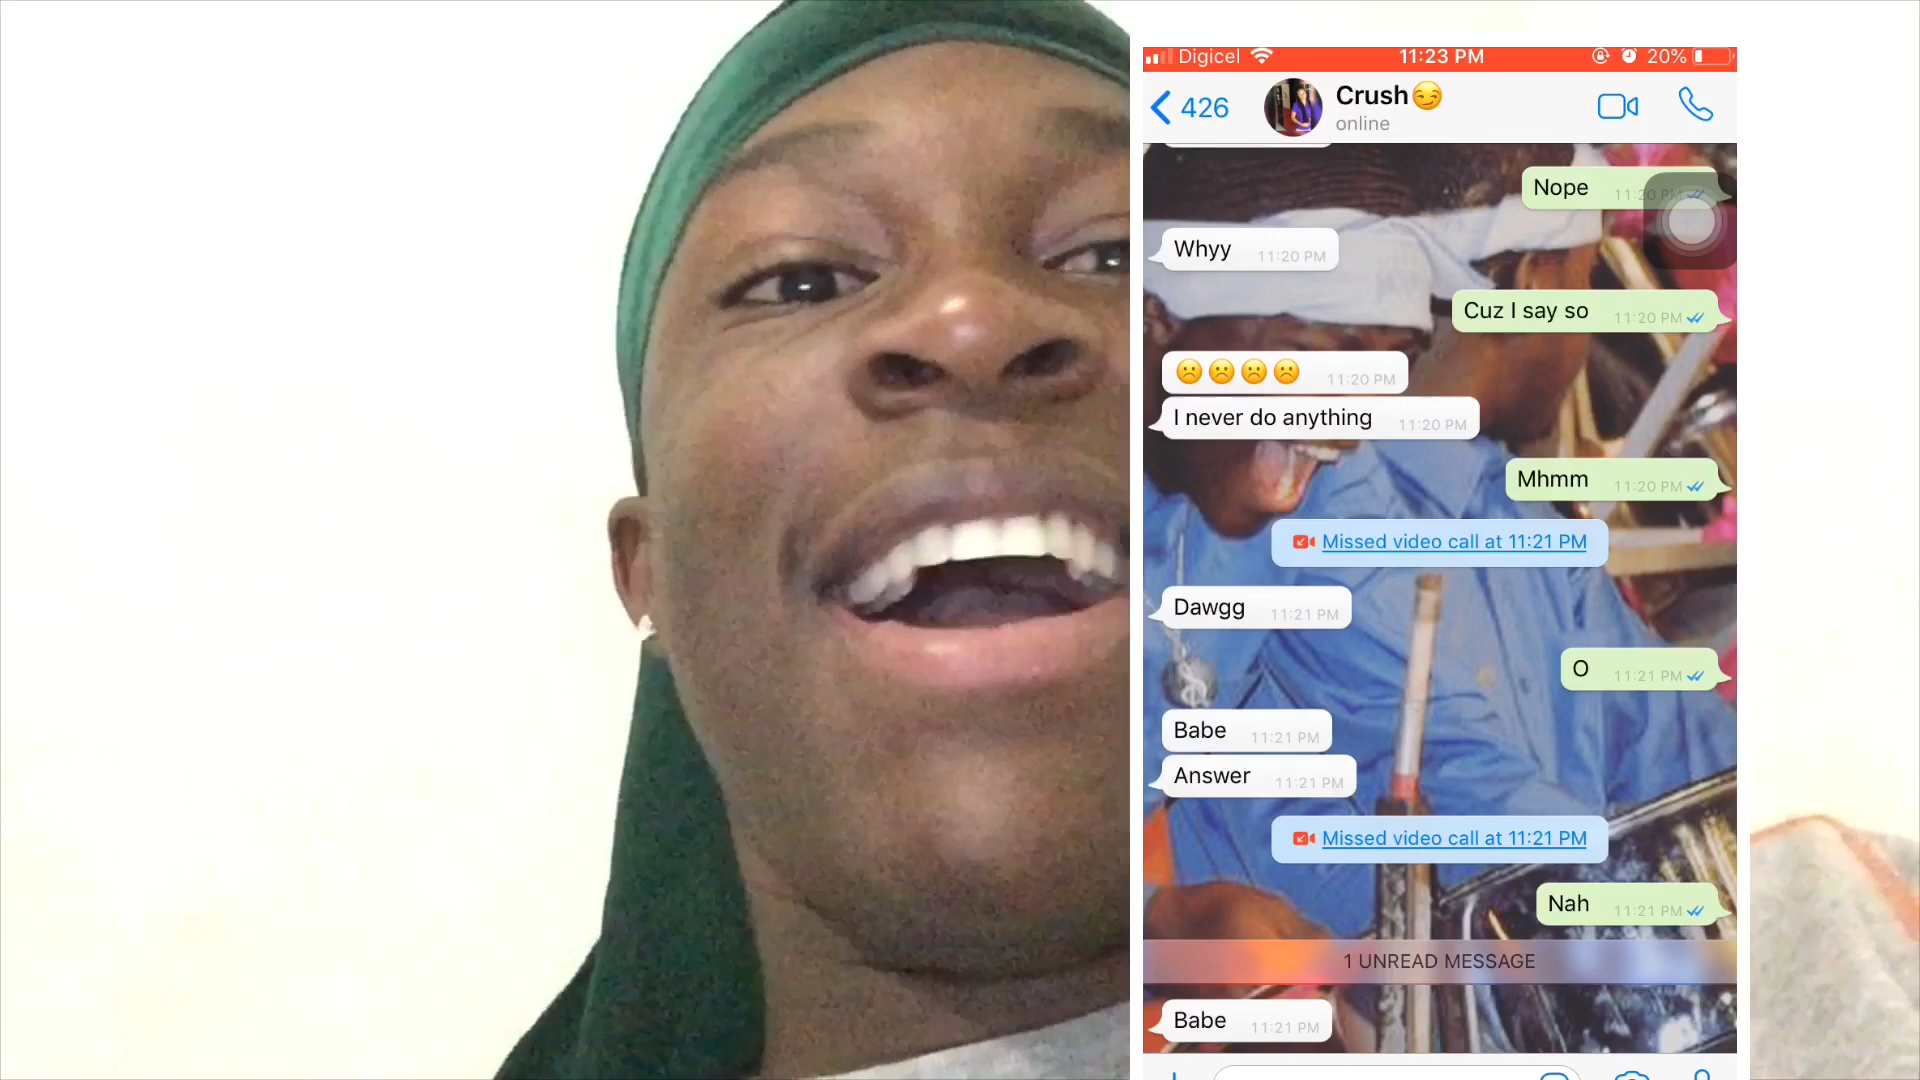 Digicel 11:23 PM 20%
426 Crush😏
online
Nope 11:20 PM
Whyy 11:20 PM
Cuz I say so 11:20 PM
☹️☹️☹️☹️ 11:20 PM
I never do anything 11:20 PM
Mhmm 11:20 PM
Missed video call at 11:21 PM
Dawgg 11:21 PM
O 11:21 PM
Babe 11:21 PM
Answer 11:21 PM
Missed video call at 11:21 PM
Nah 11:21 PM
1 UNREAD MESSAGE
Babe 11:21 PM